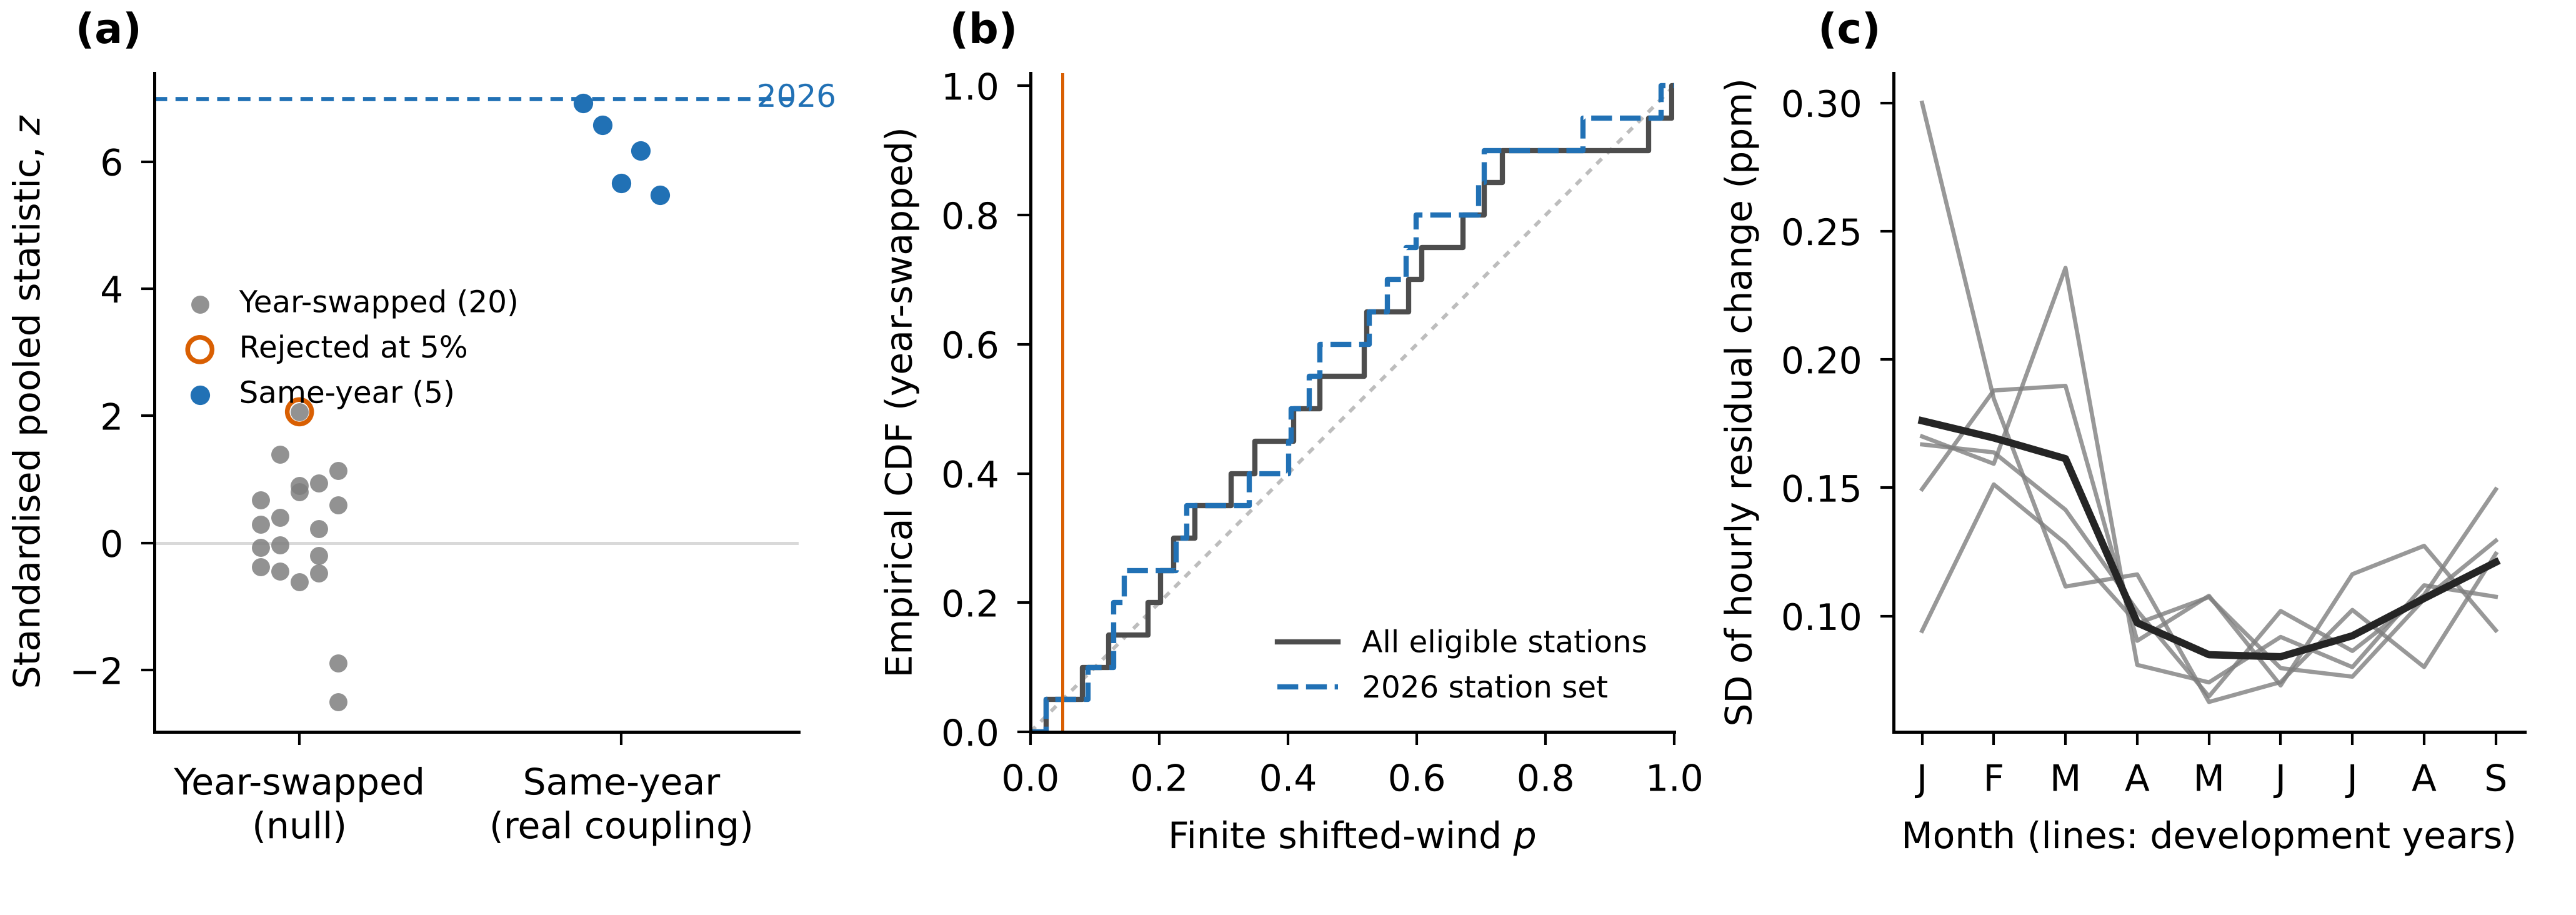 (a)
Standardised pooled statistic, z
6
4
2
0
−2
2026
Year-swapped (20)
Rejected at 5%
Same-year (5)
Year-swapped
(null)
Same-year
(real coupling)
(b)
Empirical CDF (year-swapped)
1.0
0.8
0.6
0.4
0.2
0.0
All eligible stations
2026 station set
0.0 0.2 0.4 0.6 0.8 1.0
Finite shifted-wind p
(c)
SD of hourly residual change (ppm)
0.30
0.25
0.20
0.15
0.10
J F M A M J J A S
Month (lines: development years)